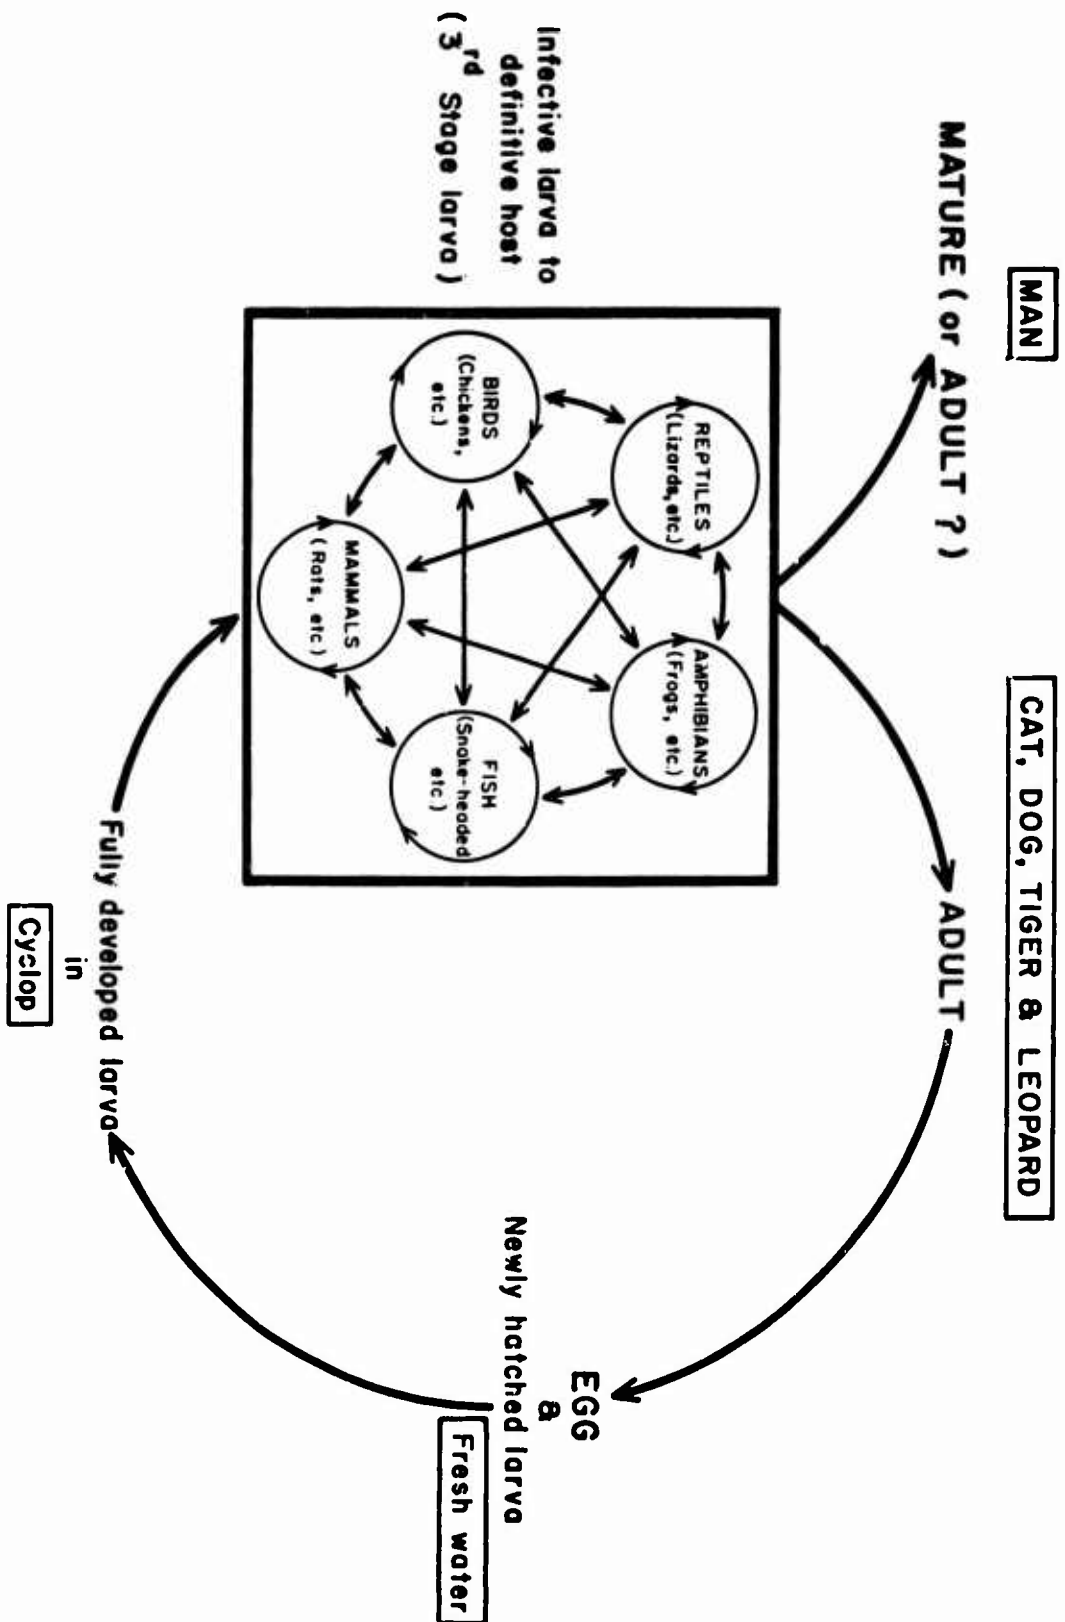 MAN
CAT, DOG, TIGER & LEOPARD
MATURE (or ADULT ?)
ADULT
REPTILES
(Lizards, etc.)
AMPHIBIANS
(Frogs, etc.)
BIRDS
(Chickens,
etc.)
FISH
(Snake-headed
etc.)
MAMMALS
(Rats, etc.)
Infective larva to
definitive host
(3rd Stage larva)
EGG
&
Newly hatched larva
Fresh water
Fully developed larva
in
Cyclop